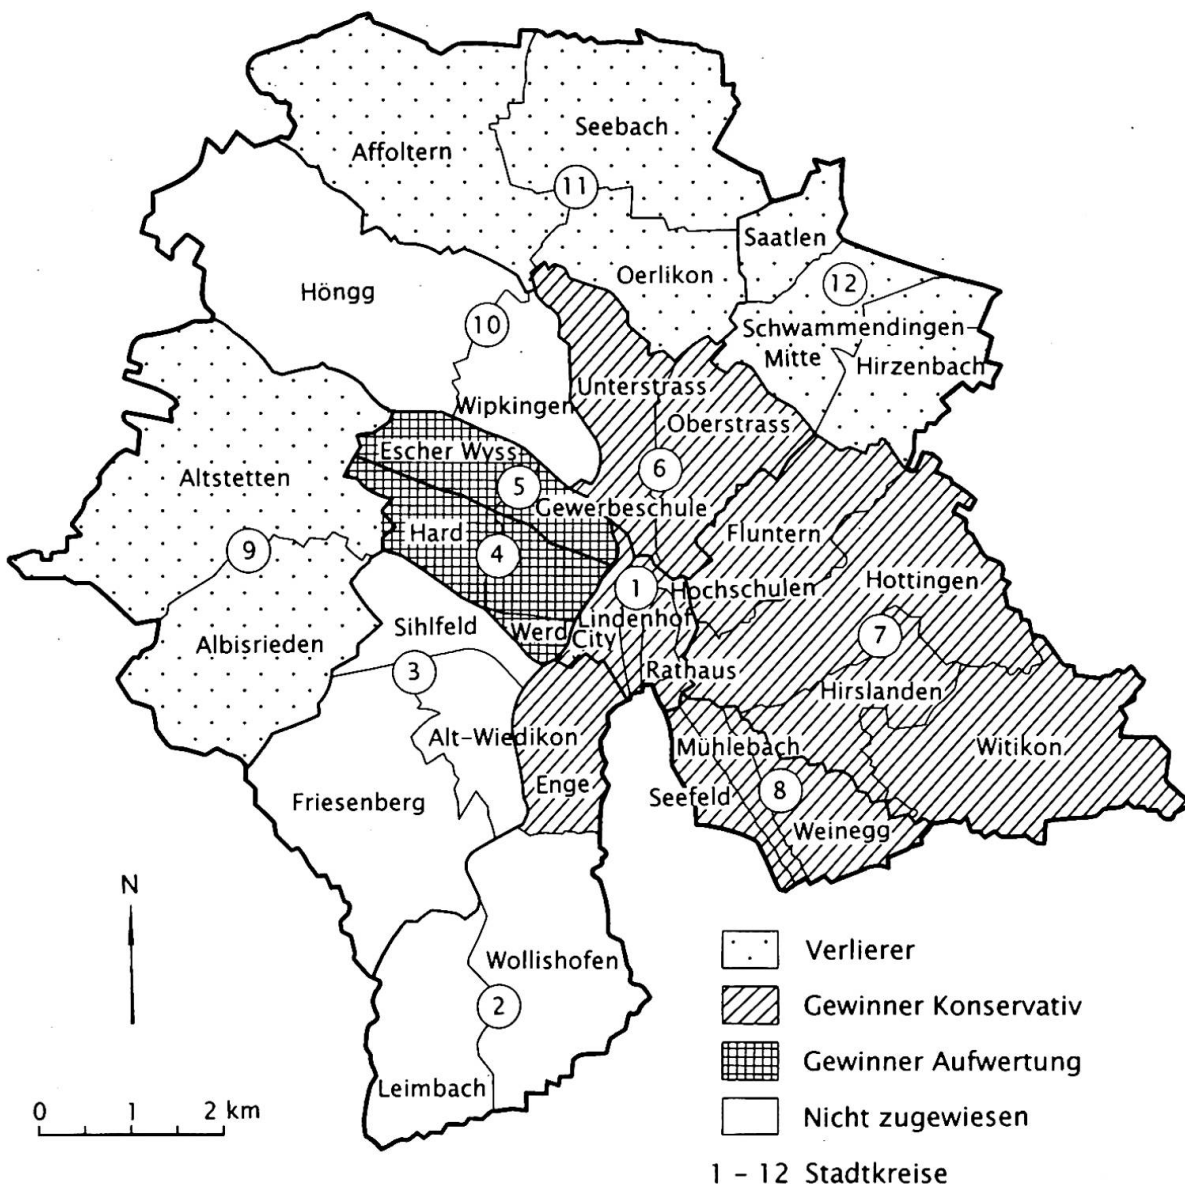 Seebach
Affoltern
11
Saatlen
Oerlikon
12
Höngg
10
Schwammendingen
Mitte
Hirzenbach
Unterstrass
Wipkingen
Oberstrass
Escher Wyss
6
Altstetten
5
Gewerbeschule
Hard
Fluntern
4
9
1
Hochschulen
Hottingen
Lindenhof
Sihlfeld
Werd
City
7
Albisrieden
3
Rathaus
Hirslanden
Alt-Wiedikon
Mühlebach
Witikon
Enge
Seefeld
8
Friesenberg
Weinegg
N
Wollishofen
2
Leimbach
0 1 2 km
Verlierer
Gewinner Konservativ
Gewinner Aufwertung
Nicht zugewiesen
1 – 12 Stadtkreise